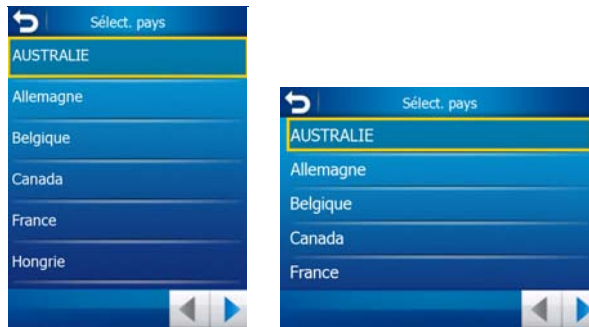 Sélect. pays
AUSTRALIE
Allemagne
Belgique
Canada
France
Hongrie
Sélect. pays
AUSTRALIE
Allemagne
Belgique
Canada
France